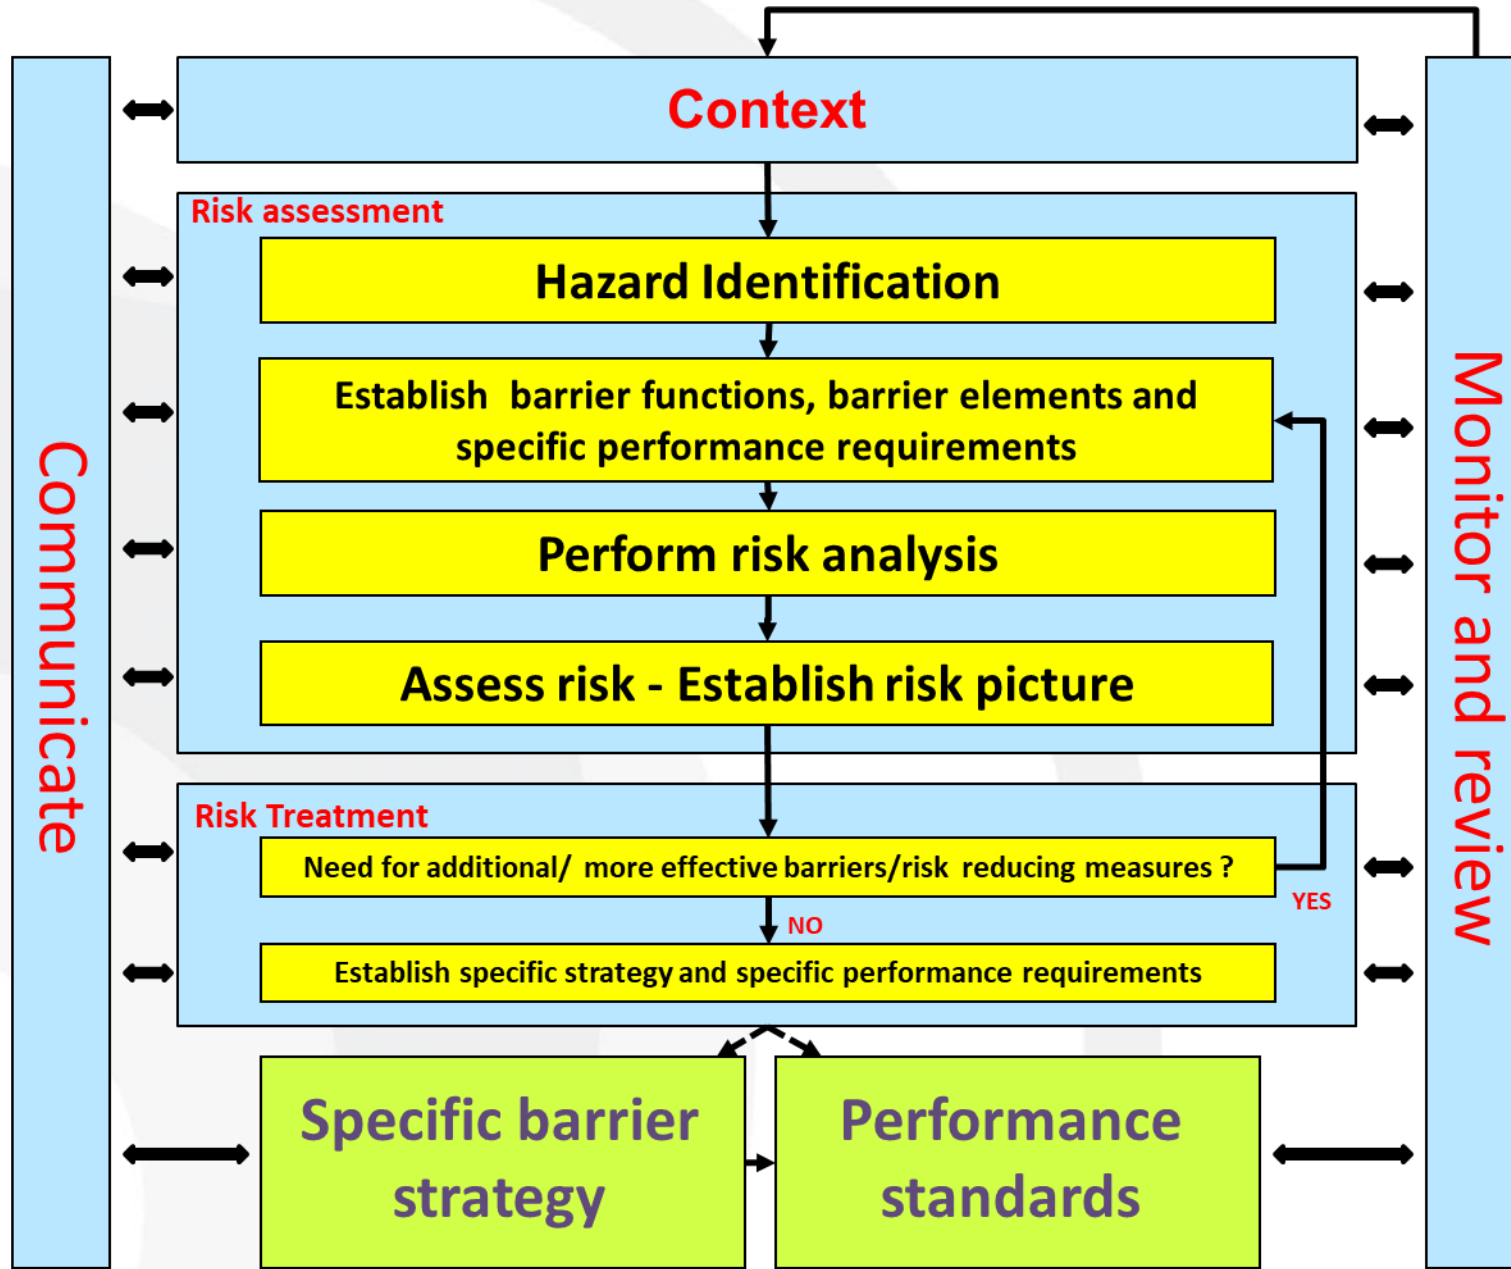 Context
Risk assessment
Hazard Identification
Establish  barrier functions, barrier elements and
specific performance requirements
Perform risk analysis
Assess risk - Establish risk picture
Risk Treatment
Need for additional/ more effective barriers/risk reducing measures ?
YES
NO
Establish specific strategy and specific performance requirements
Specific barrier
strategy
Performance
standards
Communicate
Monitor and review